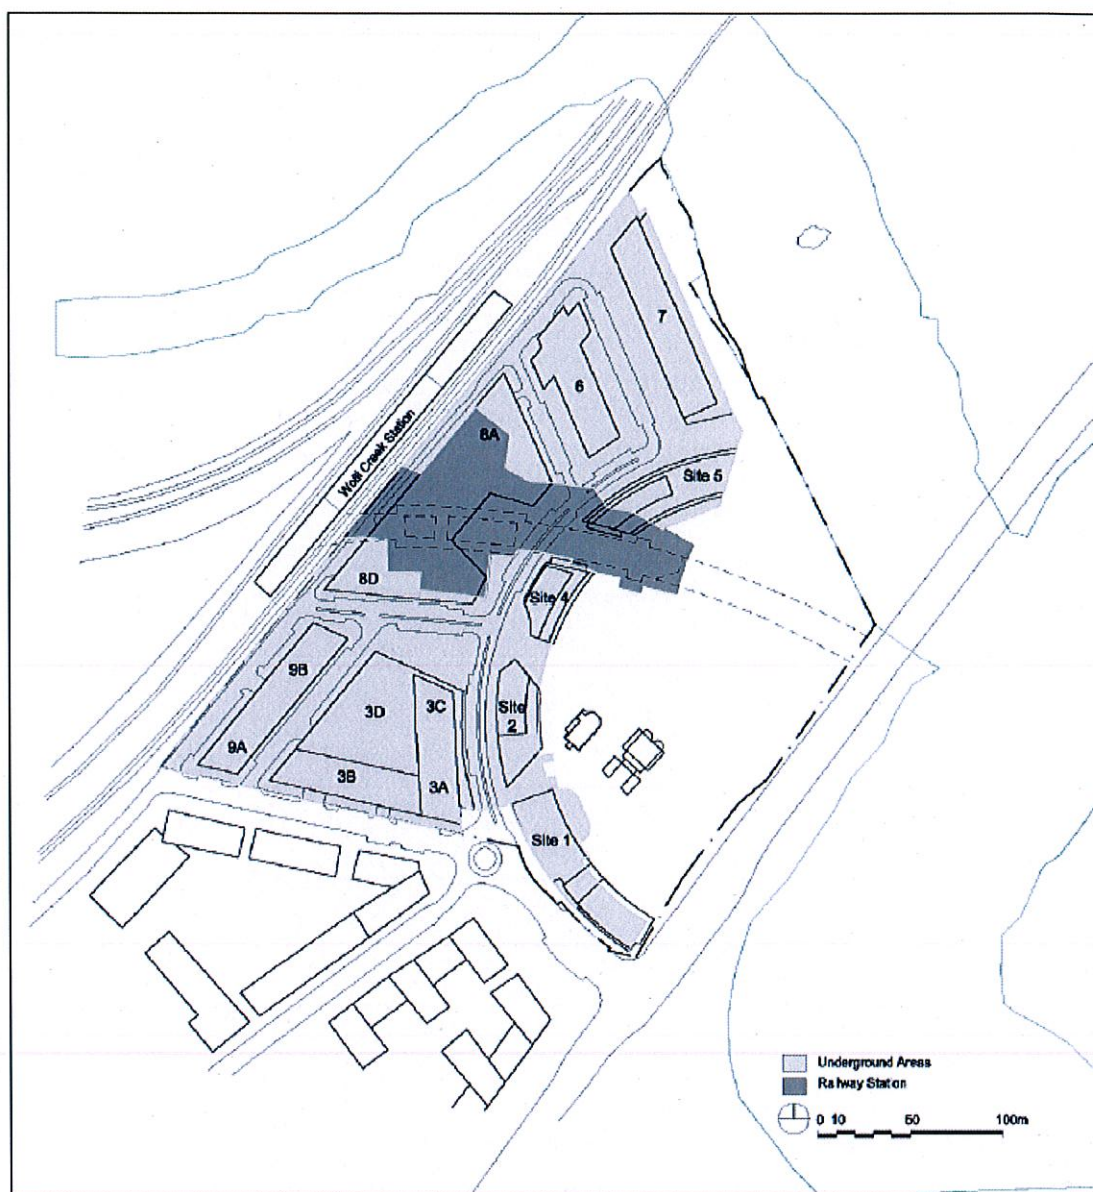 7
6
Wolli Creek Station
8A
Site 5
8D
Site 4
9B
3D
3C
Site
2
9A
3B
3A
Site 1
Underground Areas
Railway Station
0 10 50 100m